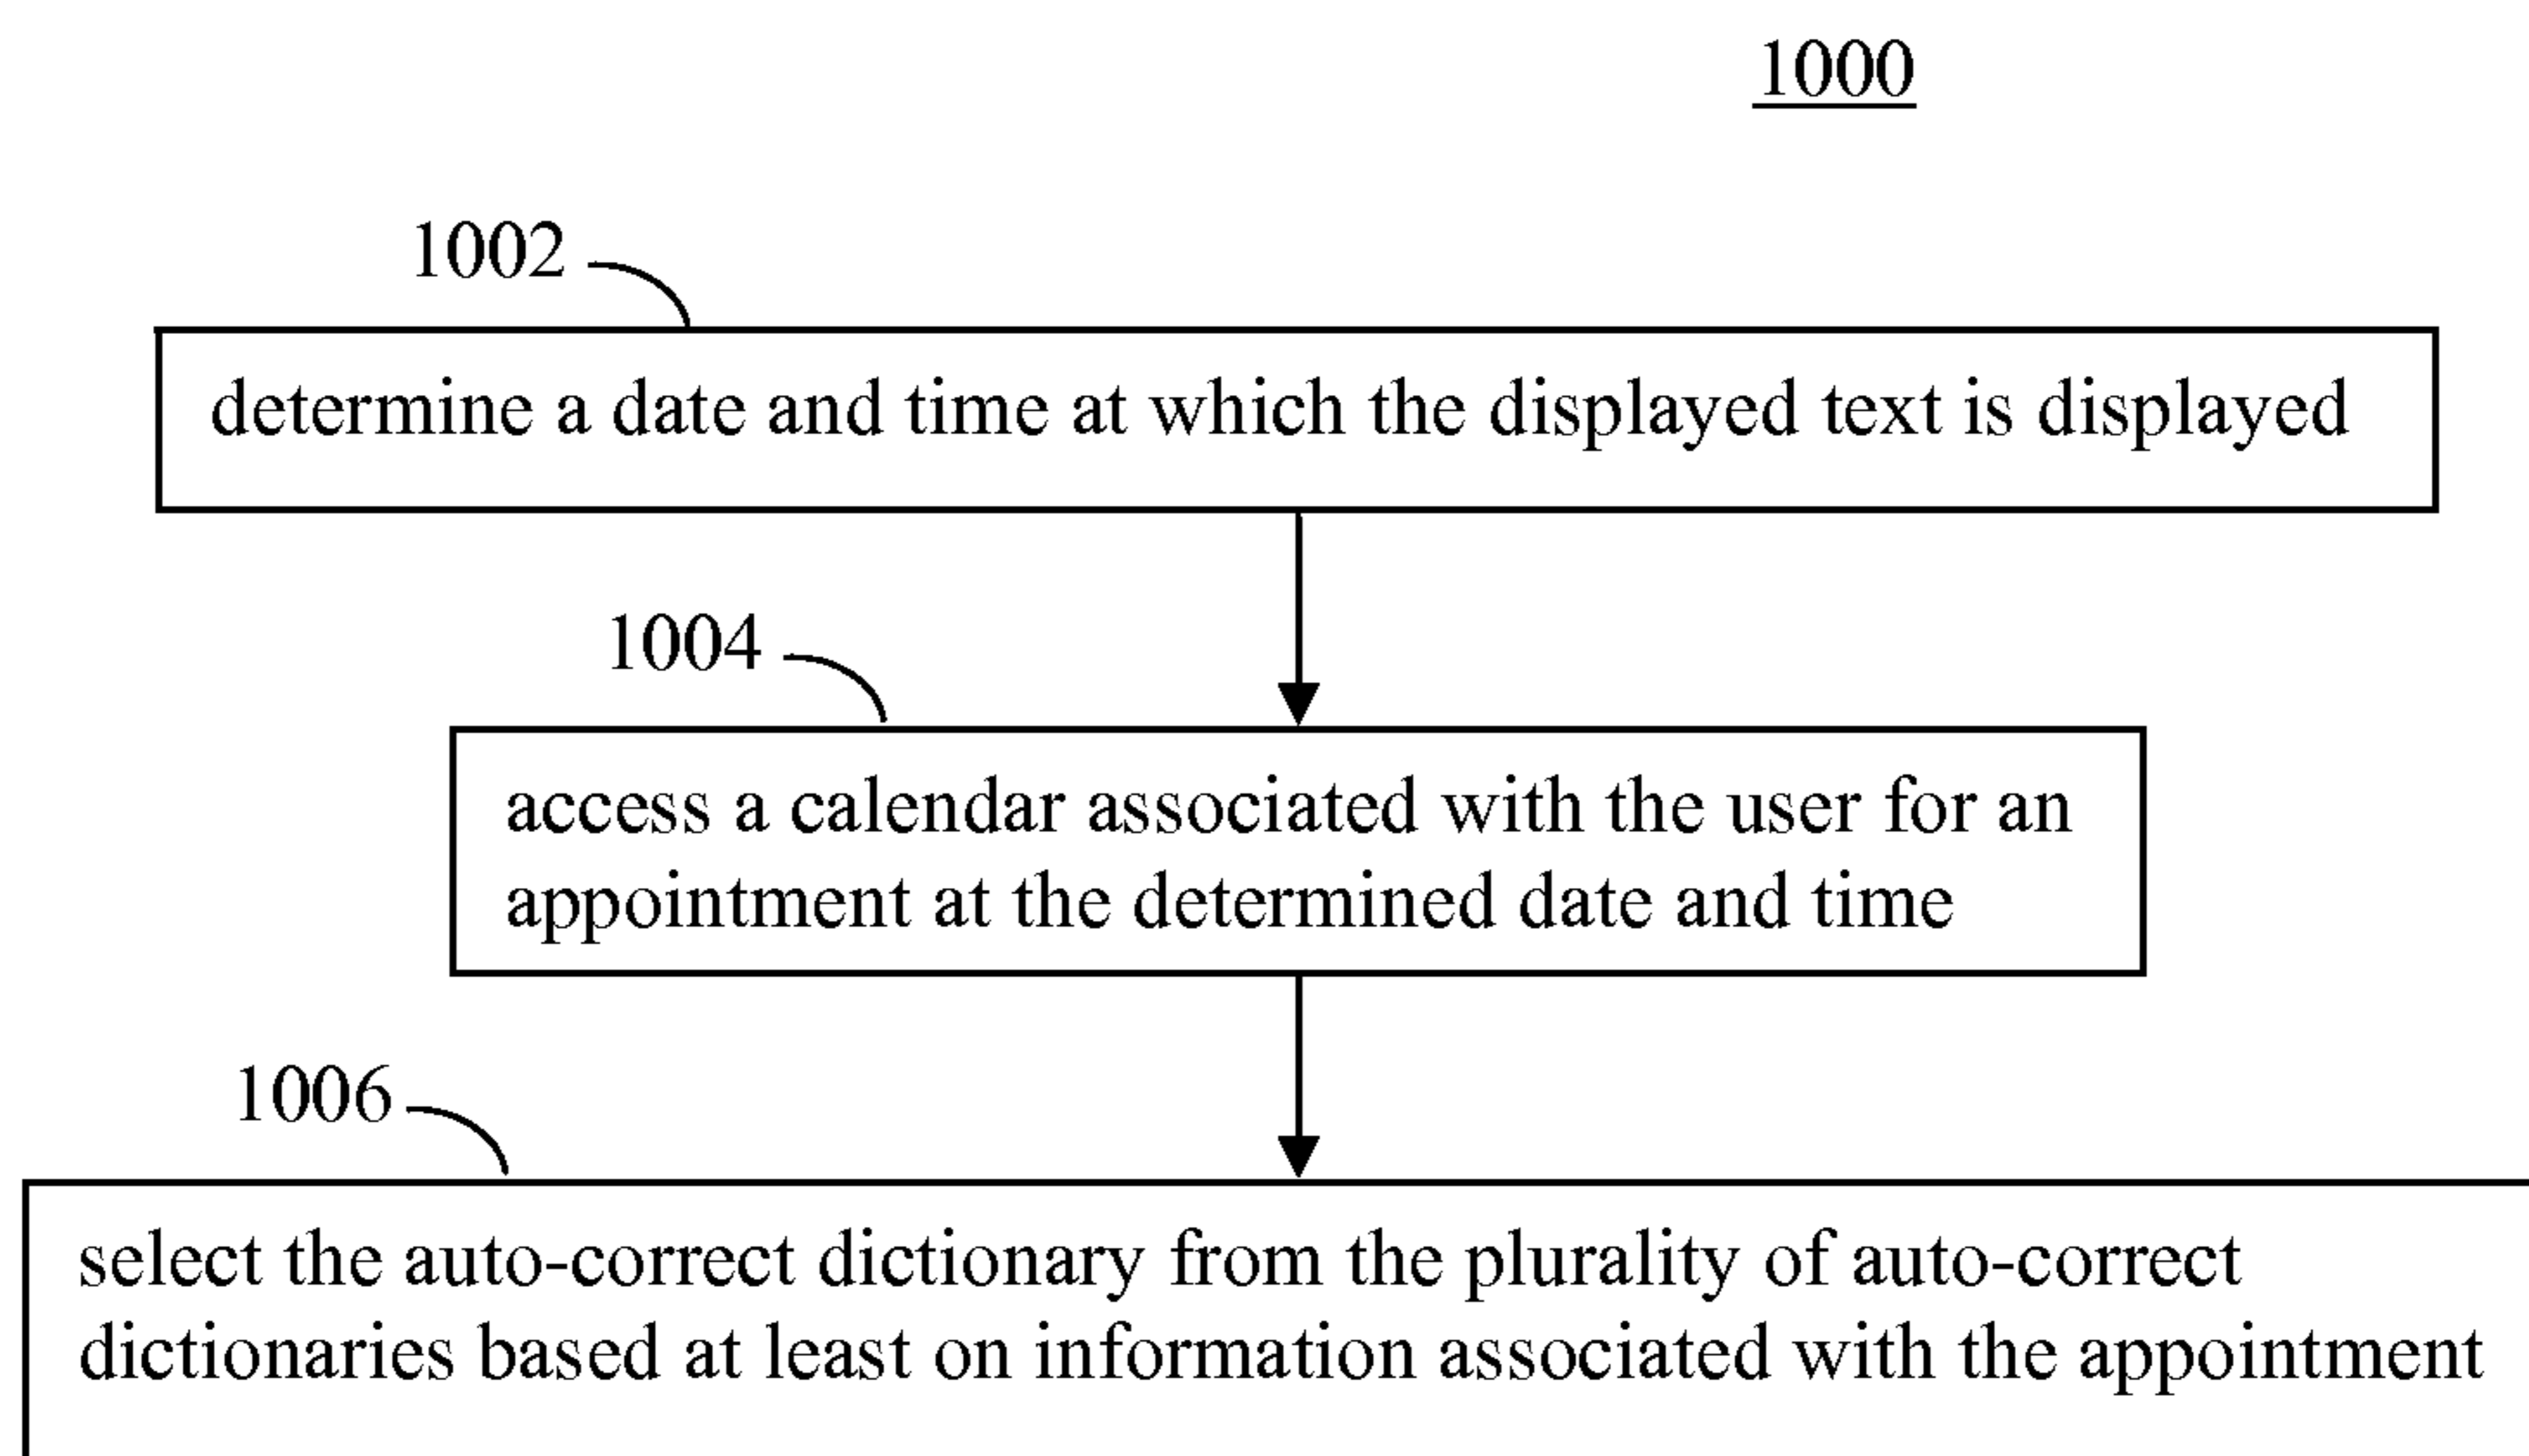 1000
1002
determine a date and time at which the displayed text is displayed
1004
access a calendar associated with the user for an
appointment at the determined date and time
1006
select the auto-correct dictionary from the plurality of auto-correct
dictionaries based at least on information associated with the appointment